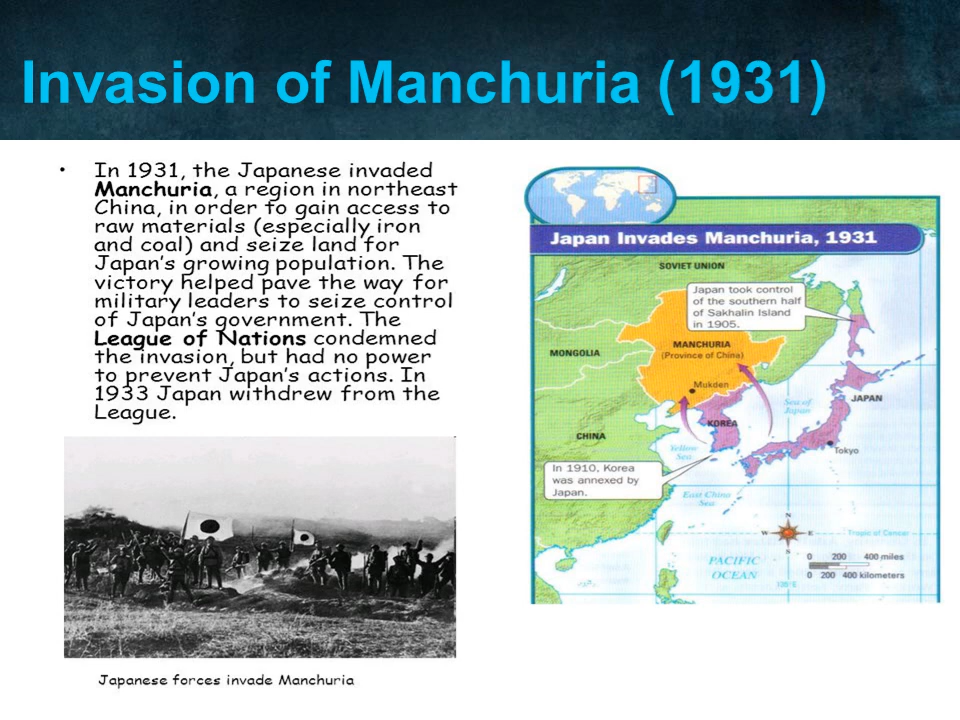 Invasion of Manchuria (1931)
• In 1931, the Japanese invaded
Manchuria, a region in northeast
China, in order to gain access to
raw materials (especially iron
and coal) and seize land for
Japan's growing population. The
victory helped pave the way for
military leaders to seize control
of Japan's government. The
League of Nations condemned
the invasion, but had no power
to prevent Japan's actions. In
1933 Japan withdrew from the
League.
Japanese forces invade Manchuria
Japan Invades Manchuria, 1931
SOVIET UNION
Japan took control
of the southern half
of Sakhalin Island
in 1905.
MANCHURIA
(Province of China)
MONGOLIA
Mukden
JAPAN
Sea of
Japan
KOREA
CHINA
Tokyo
Yellow
Sea
In 1910, Korea
was annexed by
Japan.
East China
Sea
N
W E
S
Tropic of Cancer
PACIFIC
OCEAN
0 200 400 miles
0 200 400 kilometers
135°E